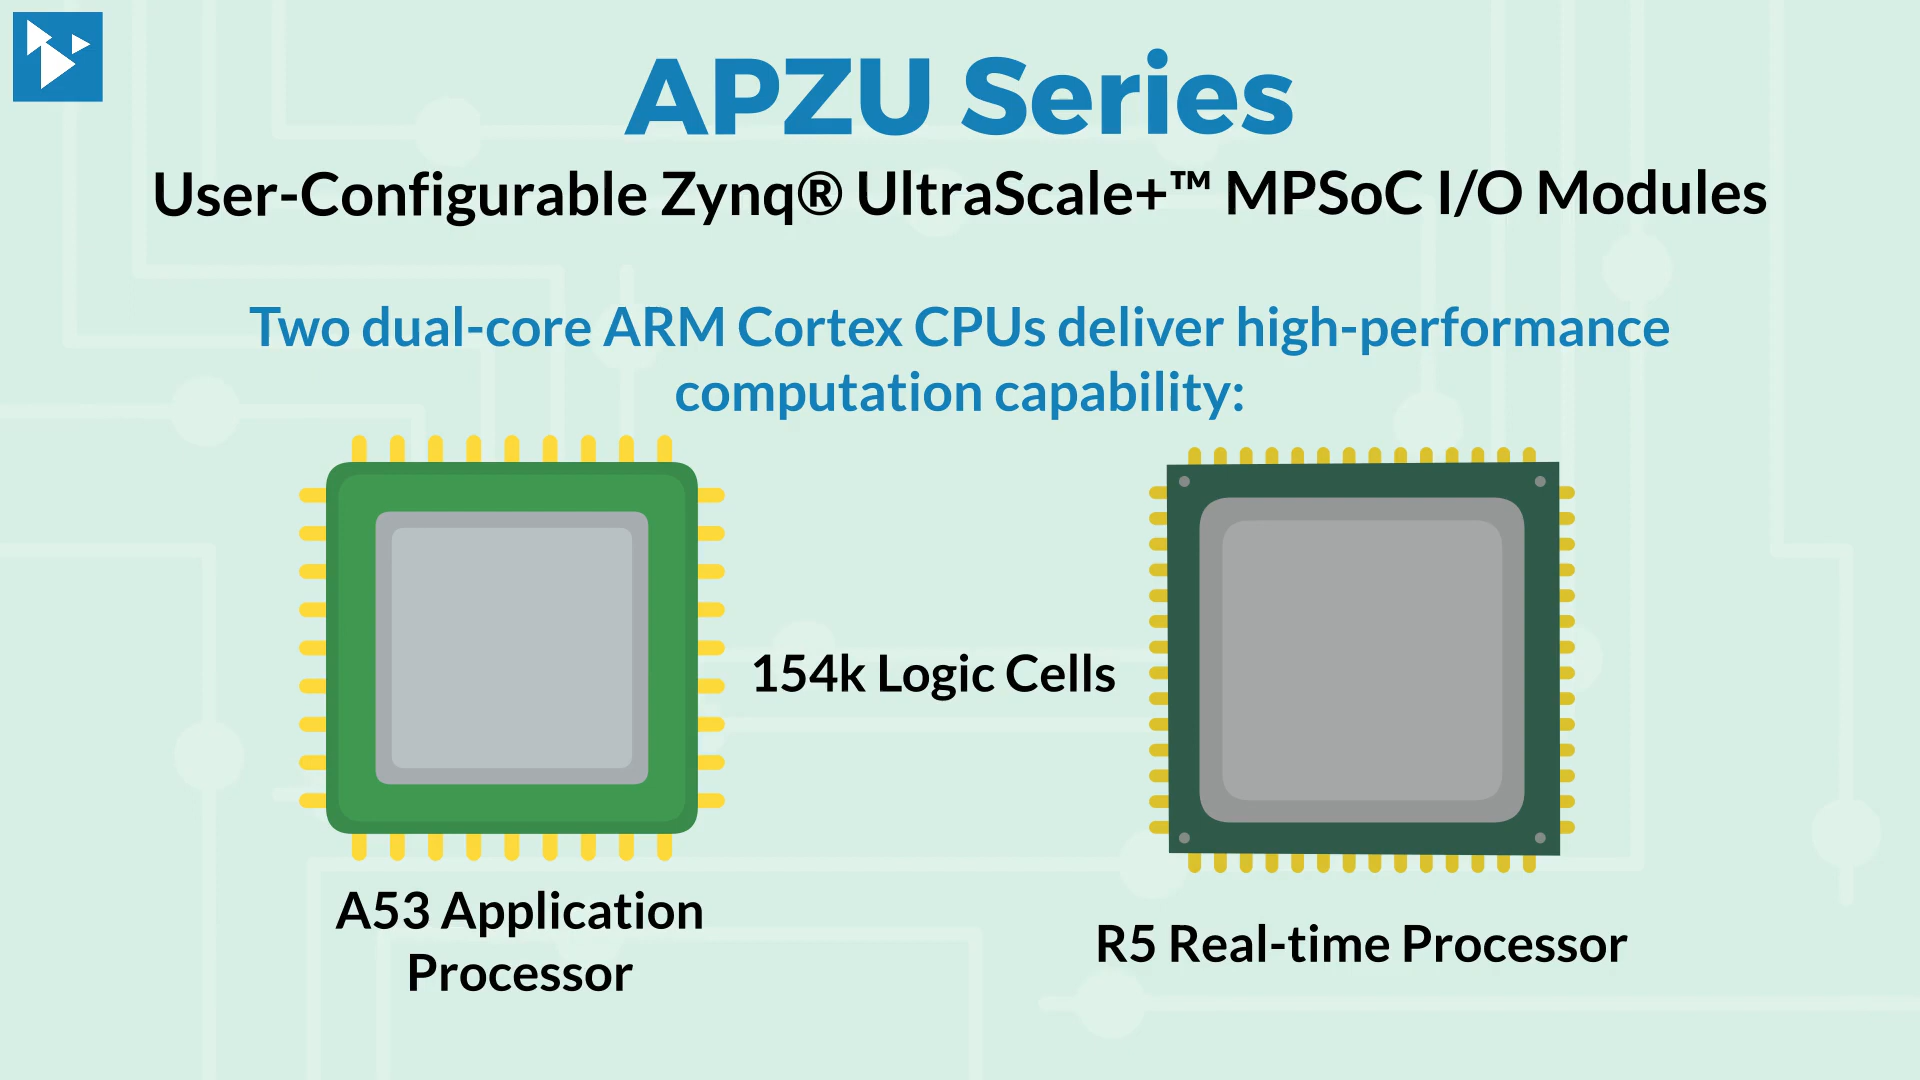 APZU Series
User-Configurable Zynq® UltraScale+™ MPSoC I/O Modules
Two dual-core ARM Cortex CPUs deliver high-performance
computation capability:
154k Logic Cells
A53 Application
Processor
R5 Real-time Processor